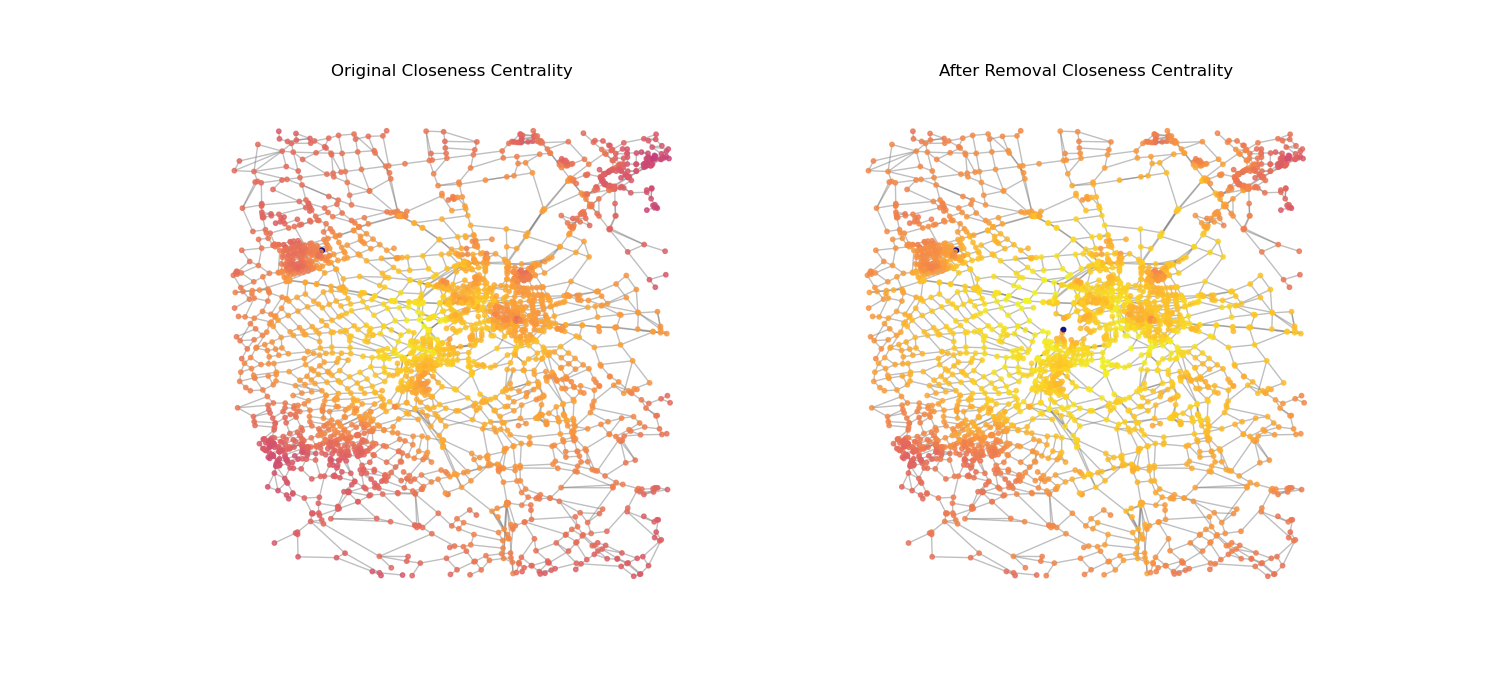 Original Closeness Centrality
After Removal Closeness Centrality